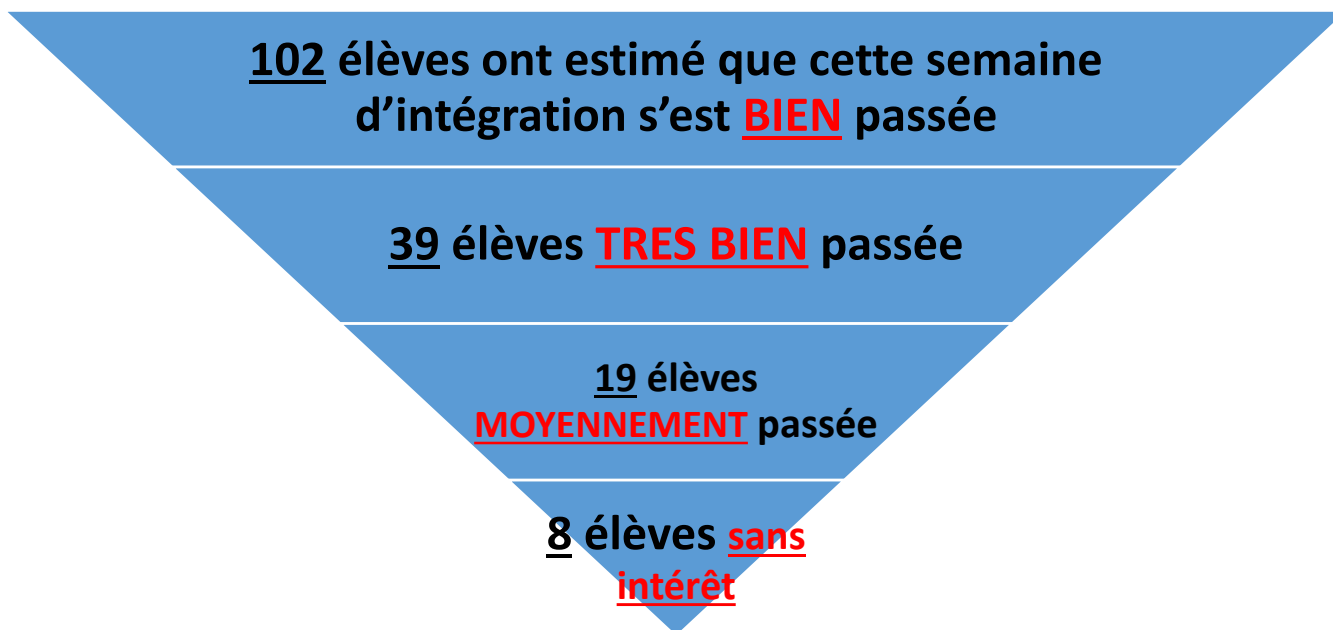 102 élèves ont estimé que cette semaine
d’intégration s’est BIEN passée
39 élèves TRES BIEN passée
19 élèves
MOYENNEMENT passée
8 élèves sans
intérêt